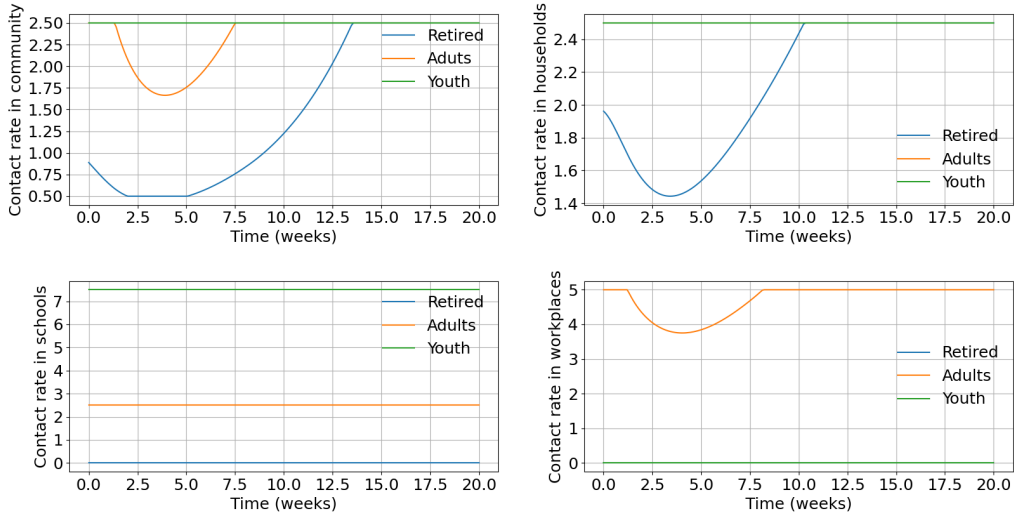 Contact rate in community
2.50
2.25
2.00
1.75
1.50
1.25
1.00
0.75
0.50
Retired
Aduts
Youth
0.0 2.5 5.0 7.5 10.0 12.5 15.0 17.5 20.0
Time (weeks)
Contact rate in households
2.4
2.2
2.0
1.8
1.6
1.4
Retired
Adults
Youth
0.0 2.5 5.0 7.5 10.0 12.5 15.0 17.5 20.0
Time (weeks)
Contact rate in schools
7
6
5
4
3
2
1
0
Retired
Adults
Youth
0.0 2.5 5.0 7.5 10.0 12.5 15.0 17.5 20.0
Time (weeks)
Contact rate in workplaces
5
4
3
2
1
0
Retired
Adults
Youth
0.0 2.5 5.0 7.5 10.0 12.5 15.0 17.5 20.0
Time (weeks)